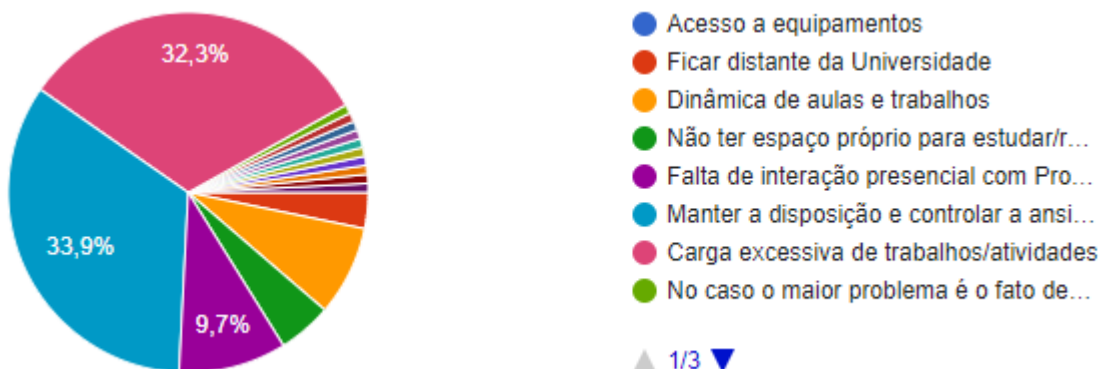 32,3%
33,9%
9,7%
Acesso a equipamentos
Ficar distante da Universidade
Dinâmica de aulas e trabalhos
Não ter espaço próprio para estudar/r...
Falta de interação presencial com Pro...
Manter a disposição e controlar a ansi...
Carga excessiva de trabalhos/atividades
No caso o maior problema é o fato de...
1/3